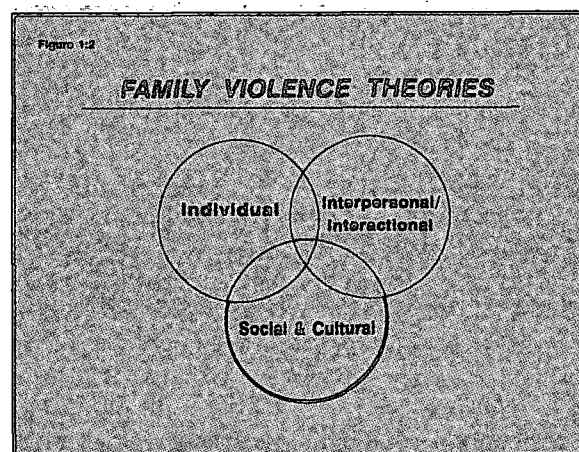 Figure 1:2
FAMILY VIOLENCE THEORIES
Individual
Interpersonal/
Interactional
Social & Cultural